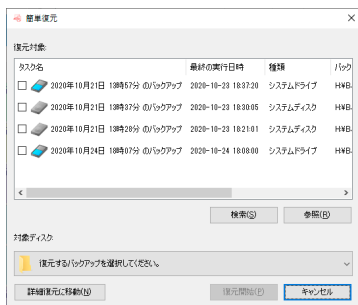 簡単復元
復元対象:
タスク名 最終の実行日時 種類 バック
2020年10月21日 13時57分 のバックアップ 2020-10-23 18:37:20 システムドライブ H:¥B
2020年10月21日 13時37分 のバックアップ 2020-10-23 18:30:05 システムディスク H:¥B
2020年10月21日 13時28分 のバックアップ 2020-10-23 18:21:01 システムディスク H:¥B
2020年10月24日 18時07分 のバックアップ 2020-10-24 18:08:00 システムドライブ H:¥B
検索(S) 参照(R)
対象ディスク:
復元するバックアップを選択してください。
詳細復元に移動(N) 復元開始(P) キャンセル